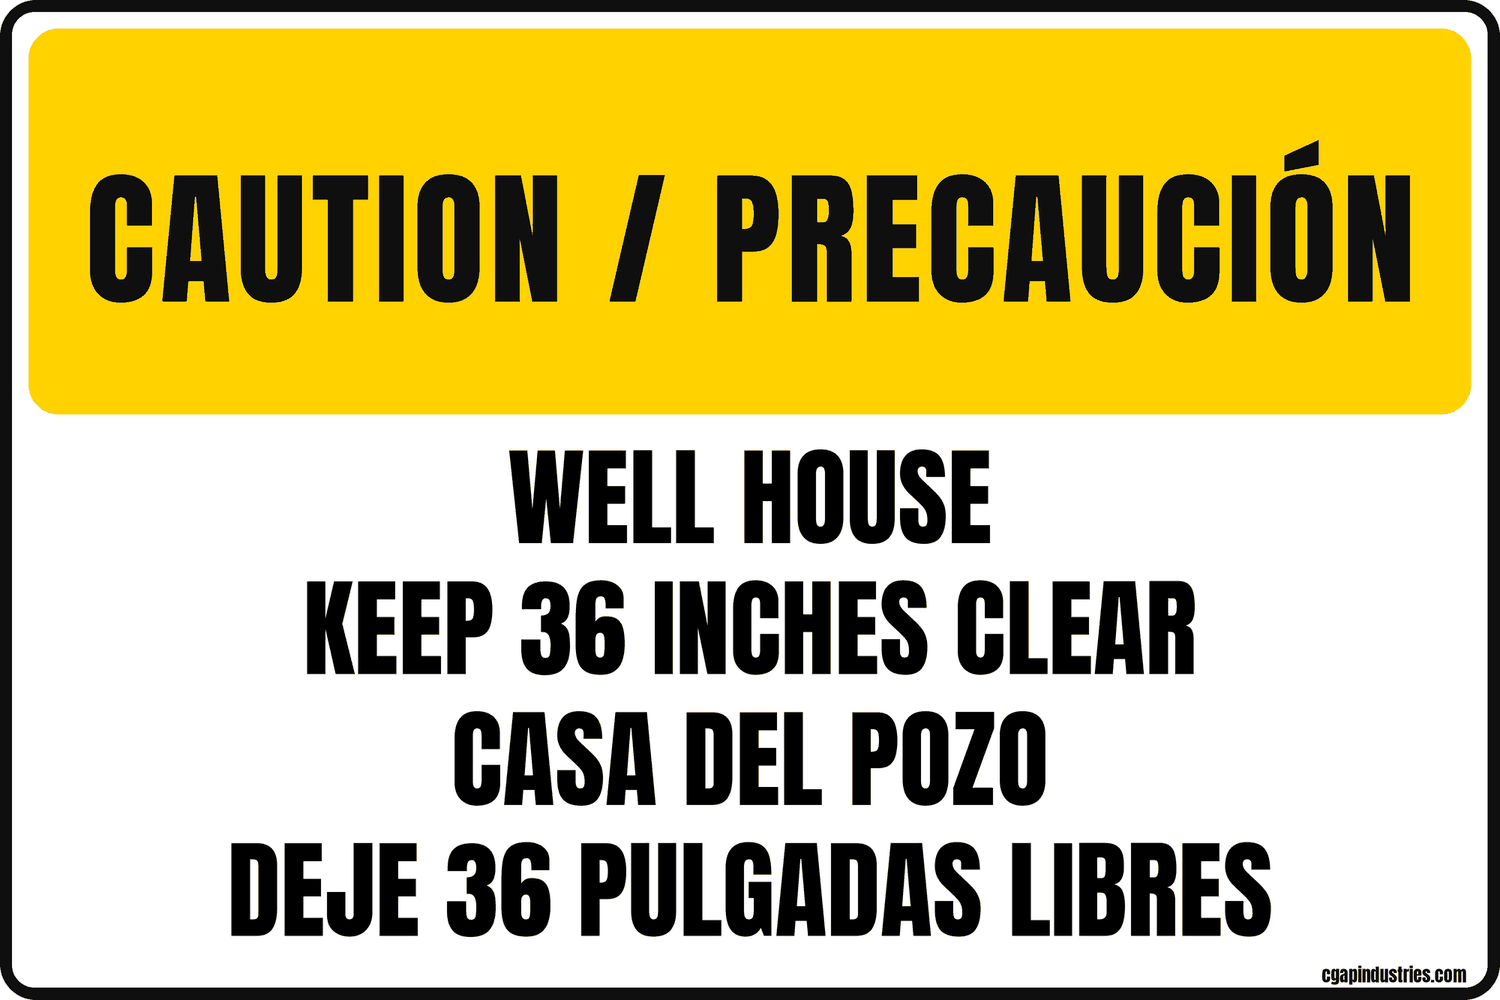 CAUTION / PRECAUCIÓN
WELL HOUSE
KEEP 36 INCHES CLEAR
CASA DEL POZO
DEJE 36 PULGADAS LIBRES
cgapindustries.com